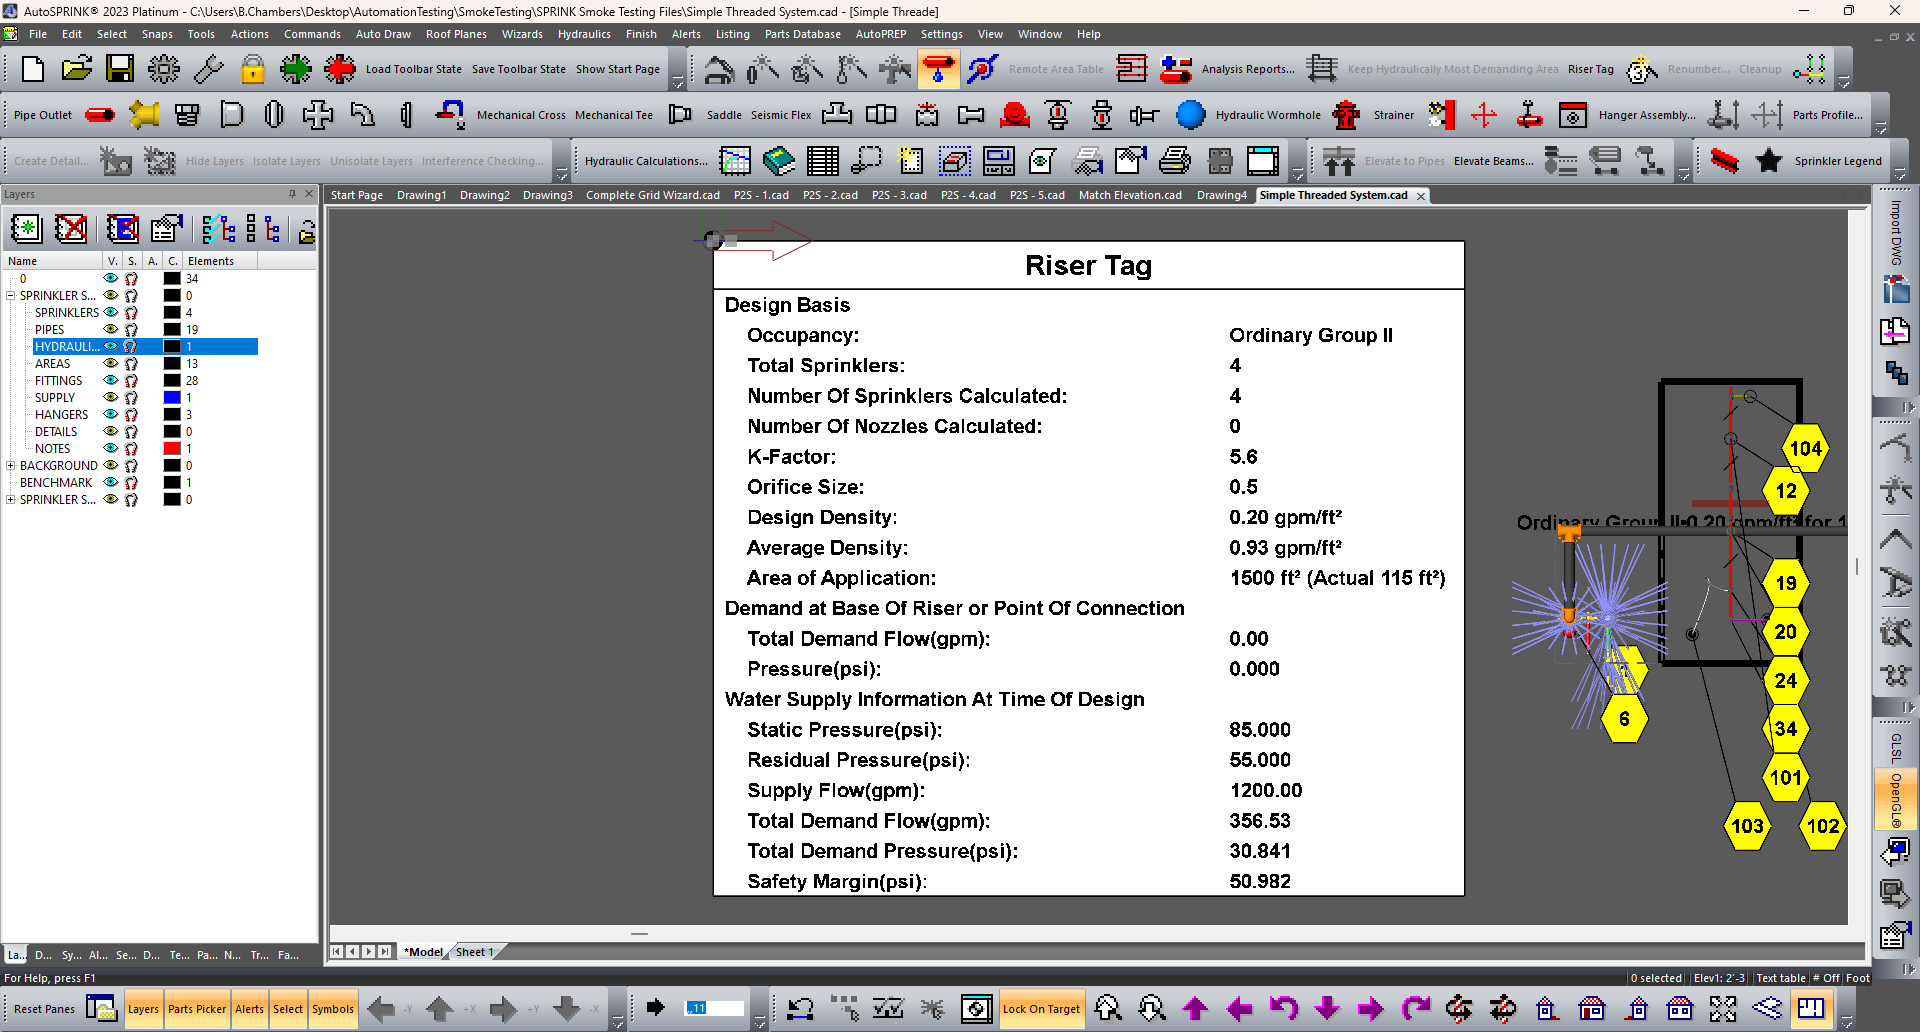 AutoSPRINK® 2023 Platinum - C:\Users\B.Chambers\Desktop\AutomationTesting\SmokeTesting\SPRINK Smoke Testing Files\Simple Threaded System.cad - [Simple Threade]
File Edit Select Snaps Tools Actions Commands Auto Draw Roof Planes Wizards Hydraulics Finish Alerts Listing Parts Database AutoPREP Settings View Window Help
Load Toolbar State Save Toolbar State Show Start Page Remote Area Table Analysis Reports... Keep Hydraulically Most Demanding Area Riser Tag Renumber... Cleanup
Pipe Outlet Mechanical Cross Mechanical Tee Saddle Seismic Flex Hydraulic Wormhole Strainer Hanger Assembly... Parts Profile...
Create Detail... Hide Layers Isolate Layers Unisolate Layers Interference Checking... Hydraulic Calculations... Elevate to Pipes Elevate Beams... Sprinkler Legend
Layers
Start Page Drawing1 Drawing2 Drawing3 Complete Grid Wizard.cad P2S - 1.cad P2S - 2.cad P2S - 3.cad P2S - 4.cad P2S - 5.cad Match Elevation.cad Drawing4 Simple Threaded System.cad
Name V. S. A. C. Elements
0 34
SPRINKLER S... 0
SPRINKLERS 4
PIPES 19
HYDRAULI... 1
AREAS 13
FITTINGS 28
SUPPLY 1
HANGERS 3
DETAILS 0
NOTES 1
BACKGROUND 0
BENCHMARK 1
SPRINKLER S... 0
Riser Tag
Design Basis
Occupancy: Ordinary Group II
Total Sprinklers: 4
Number Of Sprinklers Calculated: 4
Number Of Nozzles Calculated: 0
K-Factor: 5.6
Orifice Size: 0.5
Design Density: 0.20 gpm/ft²
Average Density: 0.93 gpm/ft²
Area of Application: 1500 ft² (Actual 115 ft²)
Demand at Base Of Riser or Point Of Connection
Total Demand Flow(gpm): 0.00
Pressure(psi): 0.000
Water Supply Information At Time Of Design
Static Pressure(psi): 85.000
Residual Pressure(psi): 55.000
Supply Flow(gpm): 1200.00
Total Demand Flow(gpm): 356.53
Total Demand Pressure(psi): 30.841
Safety Margin(psi): 50.982
104
12
Ordinary Group II 0.20 gpm/ft² for 1
19
20
24
6
34
101
103 102
Import DWG
GLSL
OpenGL®
La... D... Sy... Al... Se... D... Te... Pa... N... Tr... Fa...
*Model Sheet 1
For Help, press F1
0 selected Elev1: 2'-3 Text table # Off Foot
Reset Panes Layers Parts Picker Alerts Select Symbols -Y +X +Y -X ,,11 Lock On Target